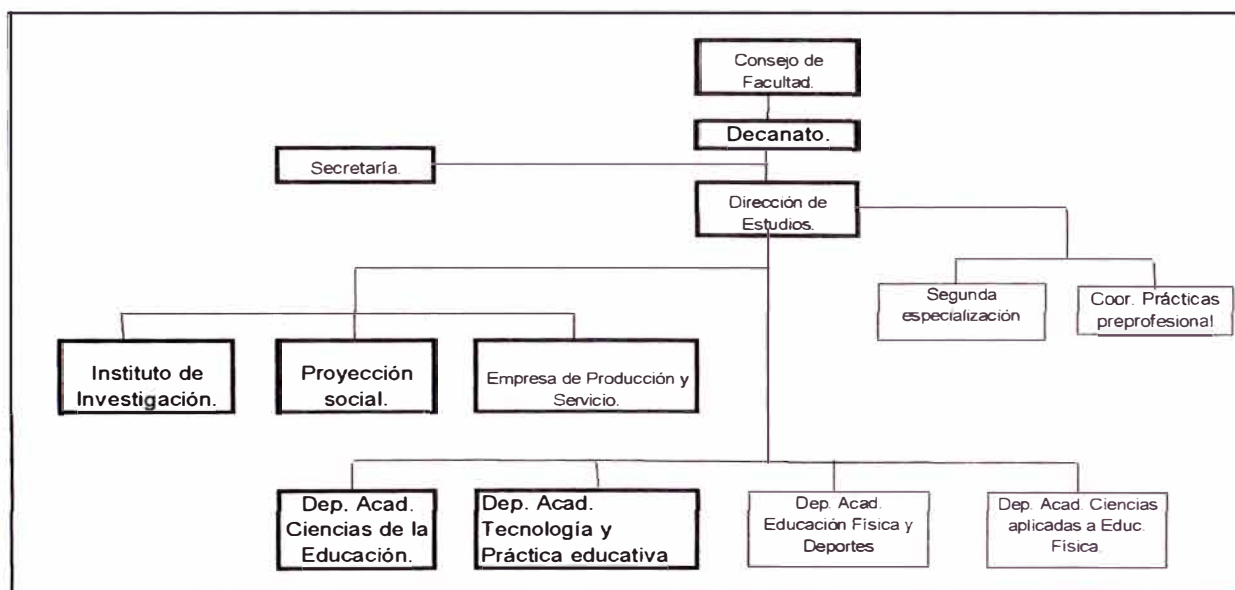 Consejo de
Facultad.
Decanato.
Secretaría.
Dirección de
Estudios.
Segunda
especialización
Coor. Prácticas
preprofesional
Instituto de
Investigación.
Proyección
social.
Empresa de Producción y
Servicio.
Dep. Acad.
Ciencias de la
Educación.
Dep. Acad.
Tecnología y
Práctica educativa
Dep. Acad.
Educación Física y
Deportes
Dep. Acad. Ciencias
aplicadas a Educ.
Física.